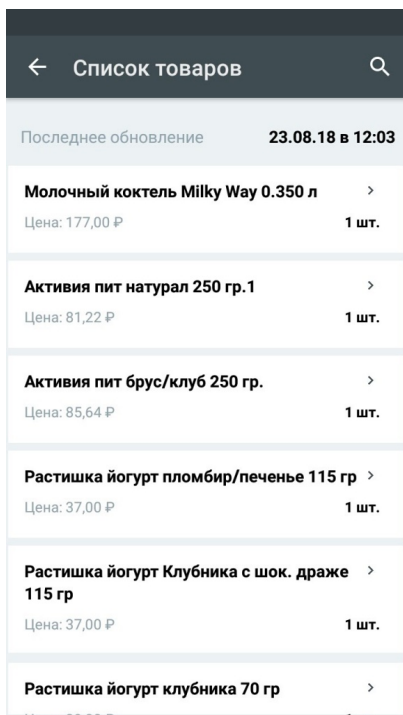 Список товаров
Последнее обновление 23.08.18 в 12:03
Молочный коктель Milky Way 0.350 л
Цена: 177,00 ₽ 1 шт.
Активия пит натурал 250 гр.1
Цена: 81,22 ₽ 1 шт.
Активия пит брус/клуб 250 гр.
Цена: 85,64 ₽ 1 шт.
Растишка йогурт пломбир/печенье 115 гр
Цена: 37,00 ₽ 1 шт.
Растишка йогурт Клубника с шок. драже
115 гр
Цена: 37,00 ₽ 1 шт.
Растишка йогурт клубника 70 гр